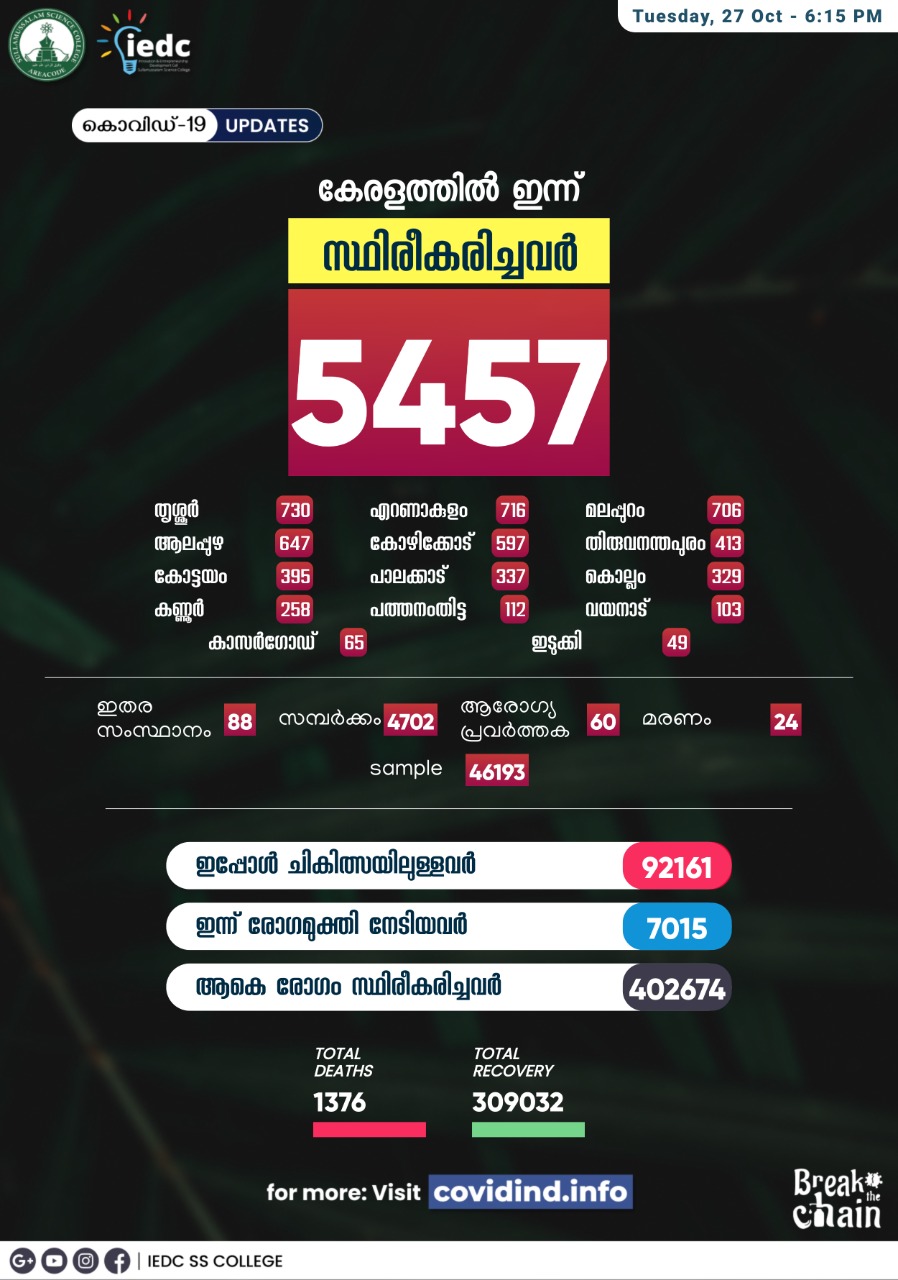 Tuesday, 27 Oct - 6:15 PM
SULLAMUSSALAM SCIENCE COLLEGE
AREACODE
iedc
കൊവിഡ്-19 UPDATES
കേരളത്തിൽ ഇന്ന്
സ്ഥിരീകരിച്ചവർ
5457
തൃശ്ശൂർ 730 എറണാകുളം 716 മലപ്പുറം 706
ആലപ്പുഴ 647 കോഴിക്കോട് 597 തിരുവനന്തപുരം 413
കോട്ടയം 395 പാലക്കാട് 337 കൊല്ലം 329
കണ്ണൂർ 258 പത്തനംതിട്ട 112 വയനാട് 103
കാസർഗോഡ് 65 ഇടുക്കി 49
ഇതര
സംസ്ഥാനം 88 സമ്പർക്കം 4702 ആരോഗ്യ
പ്രവർത്തക 60 മരണം 24
sample 46193
ഇപ്പോൾ ചികിത്സയിലുള്ളവർ 92161
ഇന്ന് രോഗമുക്തി നേടിയവർ 7015
ആകെ രോഗം സ്ഥിരീകരിച്ചവർ 402674
TOTAL
DEATHS
1376
TOTAL
RECOVERY
309032
for more: Visit covidind.info
Break
the
chain
IEDC SS COLLEGE